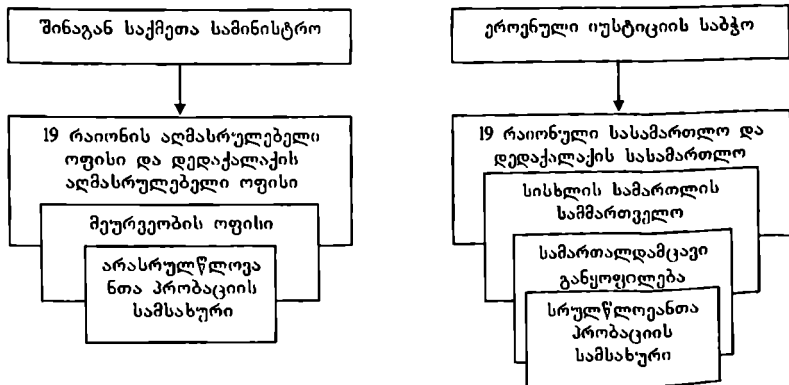 შინაგან საქმეთა სამინისტრო
19 რაიონის აღმასრულებელი
ოფისი და დედაქალაქის
აღმასრულებელი ოფისი
მეურვეობის ოფისი
არასრულწლოვა
ნთა პრობაციის
სამსახური
ეროვნული იუსტიციის საბჭო
19 რაიონული სასამართლო და
დედაქალაქის სასამართლო
სისხლის სამართლის
სამმართველო
სამართალდამცავი
განყოფილება
სრულწლოვანთა
პრობაციის
სამსახური